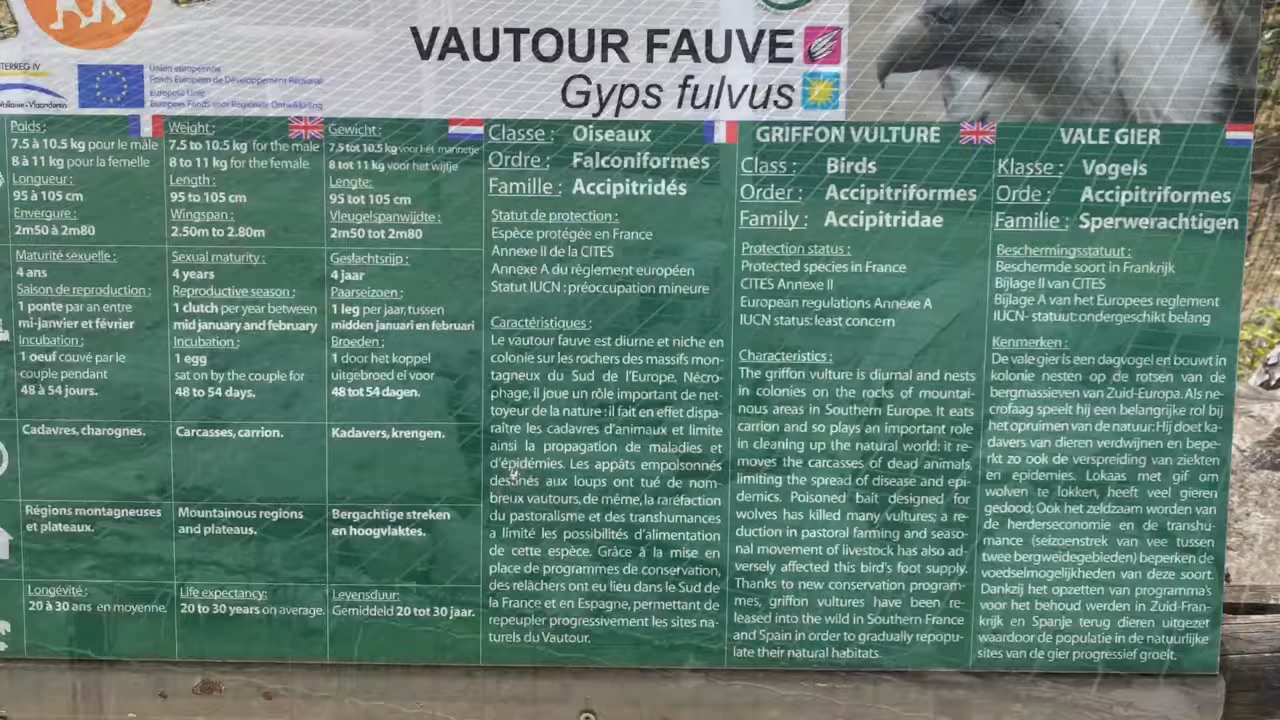 VAUTOUR FAUVE
Gyps fulvus
TERREG IV
Wallonie-Vlaanderen
Union européenne
Fonds Européen de Développement Régional
Europese Unie
Europees Fonds voor Regionale Ontwikkeling
Poids :
7.5 à 10.5 kg pour le mâle
8 à 11 kg pour la femelle
Longueur :
95 à 105 cm
Envergure :
2m50 à 2m80
Maturité sexuelle :
4 ans
Saison de reproduction :
1 ponte par an entre
mi-janvier et février
Incubation :
1 oeuf couvé par le
couple pendant
48 à 54 jours.
Cadavres, charognes.
Régions montagneuses
et plateaux.
Longévité :
20 à 30 ans en moyenne.
Weight :
7.5 to 10.5 kg for the male
8 to 11 kg for the female
Length :
95 to 105 cm
Wingspan :
2.50m to 2.80m
Sexual maturity :
4 years
Reproductive season :
1 clutch per year between
mid january and february
Incubation :
1 egg
sat on by the couple for
48 to 54 days.
Carcasses, carrion.
Mountainous regions
and plateaus.
Life expectancy:
20 to 30 years on average.
Gewicht :
7.5 tot 10.5 kg voor het mannetje
8 tot 11 kg voor het wijfje
Lengte:
95 tot 105 cm
Vleugelspanwijdte :
2m50 tot 2m80
Geslachtsrijp :
4 jaar
Paarseizoen :
1 leg per jaar, tussen
midden januari en februari
Broeden :
1 door het koppel
uitgebroed ei voor
48 tot 54 dagen.
Kadavers, krengen.
Bergachtige streken
en hoogvlaktes.
Levensduur:
Gemiddeld 20 tot 30 jaar.
Classe : Oiseaux
Ordre : Falconiformes
Famille : Accipitridés
Statut de protection :
Espèce protégée en France
Annexe II de la CITES
Annexe A du règlement européen
Statut IUCN : préoccupation mineure
Caractéristiques :
Le vautour fauve est diurne et niche en
colonie sur les rochers des massifs mon-
tagneux du Sud de l'Europe. Nécro-
phage, il joue un rôle important de net-
toyeur de la nature : il fait en effet dispa-
raître les cadavres d'animaux et limite
ainsi la propagation de maladies et
d'épidémies. Les appâts empoisonnés
destinés aux loups ont tué de nom-
breux vautours, de même, la raréfaction
du pastoralisme et des transhumances
a limité les possibilités d'alimentation
de cette espèce. Grâce à la mise en
place de programmes de conservation,
des relâchers ont eu lieu dans le Sud de
la France et en Espagne, permettant de
repeupler progressivement les sites na-
turels du Vautour.
GRIFFON VULTURE
Class : Birds
Order : Accipitriformes
Family : Accipitridae
Protection status :
Protected species in France
CITES Annexe II
European regulations Annexe A
IUCN status: least concern
Characteristics :
The griffon vulture is diurnal and nests
in colonies on the rocks of mountai-
nous areas in Southern Europe. It eats
carrion and so plays an important role
in cleaning up the natural world: it re-
moves the carcasses of dead animals,
limiting the spread of disease and epi-
demics. Poisoned bait designed for
wolves has killed many vultures; a re-
duction in pastoral farming and seaso-
nal movement of livestock has also ad-
versely affected this bird's foot supply.
Thanks to new conservation program-
mes, griffon vultures have been re-
leased into the wild in Southern France
and Spain in order to gradually repopu-
late their natural habitats.
VALE GIER
Klasse : Vogels
Orde : Accipitriformes
Familie : Sperwerachtigen
Beschermingsstatuut :
Beschermde soort in Frankrijk
Bijlage II van CITES
Bijlage A van het Europees reglement
IUCN- statuut: ondergeschikt belang
Kenmerken :
De vale gier is een dagvogel en bouwt in
kolonie nesten op de rotsen van de
bergmassieven van Zuid-Europa. Als ne-
crofaag speelt hij een belangrijke rol bij
het opruimen van de natuur: Hij doet ka-
davers van dieren verdwijnen en bepe-
rkt zo ook de verspreiding van ziekten
en epidemies. Lokaas met gif om
wolven te lokken, heeft veel gieren
gedood; Ook het zeldzaam worden van
de herderseconomie en de transhu-
mance (seizoenstrek van vee tussen
twee bergweidegebieden) beperken de
voedselmogelijkheden van deze soort.
Dankzij het opzetten van programma's
voor het behoud werden in Zuid-Fran-
krijk en Spanje terug dieren uitgezet
waardoor de populatie in de natuurlijke
sites van de gier progressief groeit.